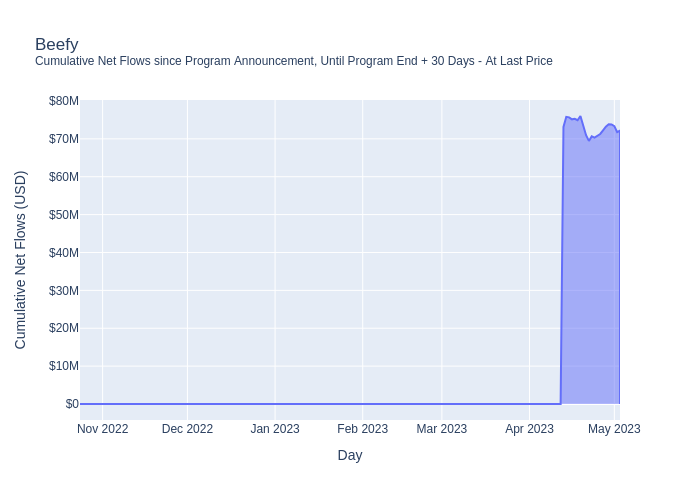 Beefy
Cumulative Net Flows since Program Announcement, Until Program End + 30 Days - At Last Price
$80M
$70M
$60M
$50M
$40M
$30M
$20M
$10M
$0
Cumulative Net Flows (USD)
Nov 2022
Dec 2022
Jan 2023
Feb 2023
Mar 2023
Apr 2023
May 2023
Day